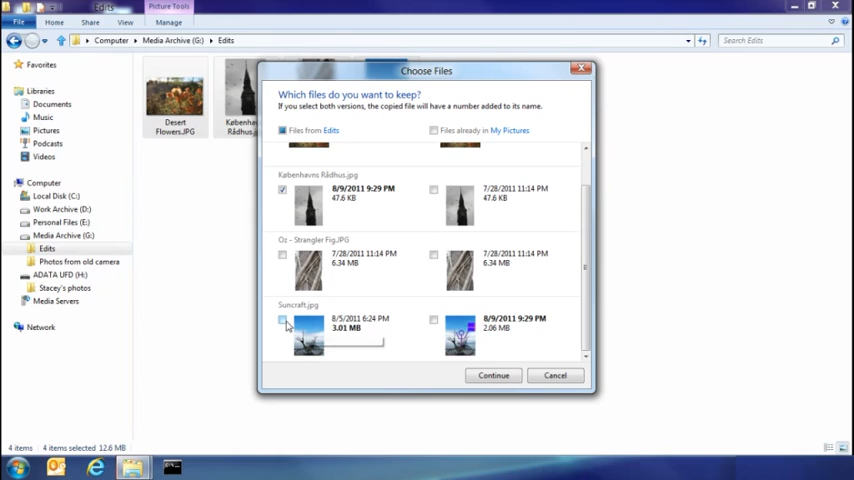 Edits
Picture Tools
File
Home
Share
View
Manage
Computer
Media Archive (G:)
Edits
Search Edits
Favorites
Libraries
Documents
Music
Pictures
Podcasts
Videos
Computer
Local Disk (C:)
Work Archive (D:)
Personal Files (E:)
Media Archive (G:)
Edits
Photos from old camera
ADATA UFD (H:)
Stacey's photos
Media Servers
Network
Desert
Flowers.JPG
Københavns
Rådhus.jpg
Choose Files
Which files do you want to keep?
If you select both versions, the copied file will have a number added to its name.
Files from Edits
Files already in My Pictures
Københavns Rådhus.jpg
8/9/2011 9:29 PM
47.6 KB
7/28/2011 11:14 PM
47.6 KB
Oz - Strangler Fig.JPG
7/28/2011 11:14 PM
6.34 MB
7/28/2011 11:14 PM
6.34 MB
Suncraft.jpg
8/5/2011 6:24 PM
3.01 MB
8/9/2011 9:29 PM
2.06 MB
Continue
Cancel
4 items
4 items selected 12.6 MB